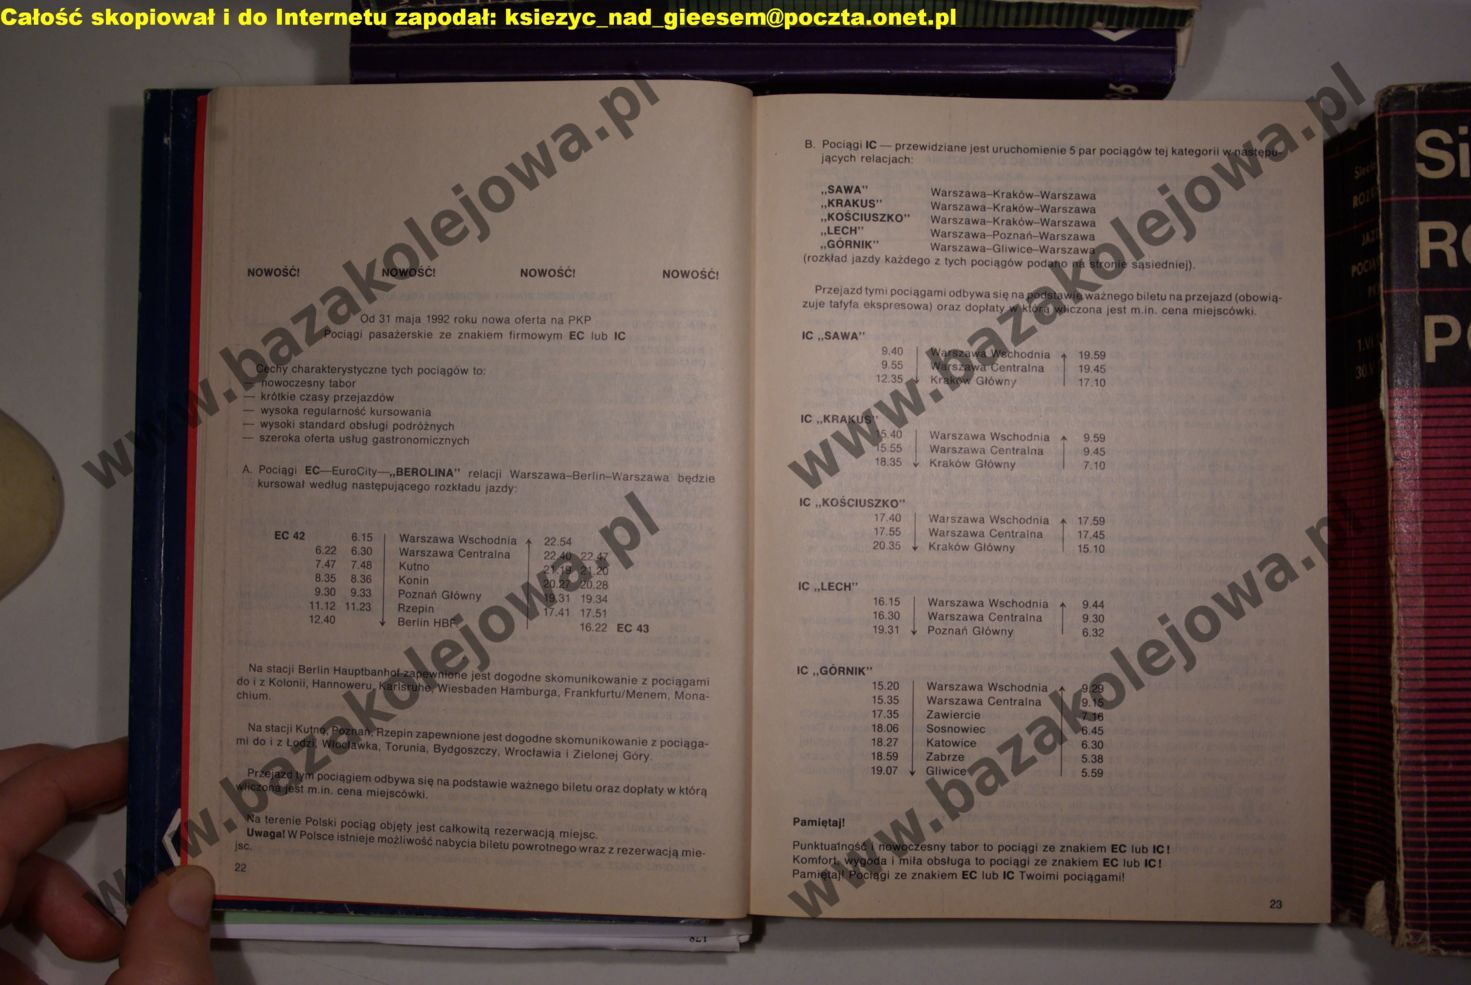 Całość skopiował i do Internetu zapodał: ksiezyc_nad_gieesem@poczta.onet.pl
NOWOŚĆ! NOWOŚĆ! NOWOŚĆ! NOWOŚĆ!
Od 31 maja 1992 roku nowa oferta na PKP
Pociągi pasażerskie ze znakiem firmowym EC lub IC
Cechy charakterystyczne tych pociągów to:
— nowoczesny tabor
— krótkie czasy przejazdów
— wysoka regularność kursowania
— wysoki standard obsługi podróżnych
— szeroka oferta usług gastronomicznych
A. Pociągi EC—EuroCity—„BEROLINA" relacji Warszawa–Berlin–Warszawa będzie
kursował według następującego rozkładu jazdy:
EC 42 6.15 Warszawa Wschodnia 22.54
6.22 6.30 Warszawa Centralna 22.40 22.47
7.47 7.48 Kutno 21.19 21.20
8.35 8.36 Konin 20.27 20.28
9.30 9.33 Poznań Główny 19.31 19.34
11.12 11.23 Rzepin 17.41 17.51
12.40 Berlin HBF 16.22 EC 43
Na stacji Berlin Hauptbanhof zapewnione jest dogodne skomunikowanie z pociągami
do i z Kolonii, Hannoweru, Karlsruhe, Wiesbaden Hamburga, Frankfurtu/Menem, Mona-
chium.
Na stacji Kutno, Poznań, Rzepin zapewnione jest dogodne skomunikowanie z pociąga-
mi do i z Łodzi, Włocławka, Torunia, Bydgoszczy, Wrocławia i Zielonej Góry.
Przejazd tym pociągiem odbywa się na podstawie ważnego biletu oraz dopłaty w którą
wliczona jest m.in. cena miejscówki.
Na terenie Polski pociąg objęty jest całkowitą rezerwacją miejsc.
Uwaga! W Polsce istnieje możliwość nabycia biletu powrotnego wraz z rezerwacją mie-
jsc.
22
B. Pociągi IC — przewidziane jest uruchomienie 5 par pociągów tej kategorii w następu-
jących relacjach:
„SAWA" Warszawa–Kraków–Warszawa
„KRAKUS" Warszawa–Kraków–Warszawa
„KOŚCIUSZKO" Warszawa–Kraków–Warszawa
„LECH" Warszawa–Poznań–Warszawa
„GÓRNIK" Warszawa–Gliwice–Warszawa
(rozkład jazdy każdego z tych pociągów podano na stronie sąsiedniej).
Przejazd tymi pociągami odbywa się na podstawie ważnego biletu na przejazd (obowią-
zuje tafyfa ekspresowa) oraz dopłaty w którą wliczona jest m.in. cena miejscówki.
IC „SAWA"
9.40 Warszawa Wschodnia 19.59
9.55 Warszawa Centralna 19.45
12.35 Kraków Główny 17.10
IC „KRAKUS"
15.40 Warszawa Wschodnia 9.59
15.55 Warszawa Centralna 9.45
18.35 Kraków Główny 7.10
IC „KOŚCIUSZKO"
17.40 Warszawa Wschodnia 17.59
17.55 Warszawa Centralna 17.45
20.35 Kraków Główny 15.10
IC „LECH"
16.15 Warszawa Wschodnia 9.44
16.30 Warszawa Centralna 9.30
19.31 Poznań Główny 6.32
IC „GÓRNIK"
15.20 Warszawa Wschodnia 9.29
15.35 Warszawa Centralna 9.15
17.35 Zawiercie 7.16
18.06 Sosnowiec 6.45
18.27 Katowice 6.30
18.59 Zabrze 5.38
19.07 Gliwice 5.59
Pamiętaj!
Punktualność i nowoczesny tabor to pociągi ze znakiem EC lub IC!
Komfort, wygoda i miła obsługa to pociągi ze znakiem EC lub IC!
Pamiętaj! Pociągi ze znakiem EC lub IC Twoimi pociągami!
23
www.bazakolejowa.pl
www.bazakolejowa.pl
www.bazakolejowa.pl
www.bazakolejowa.pl